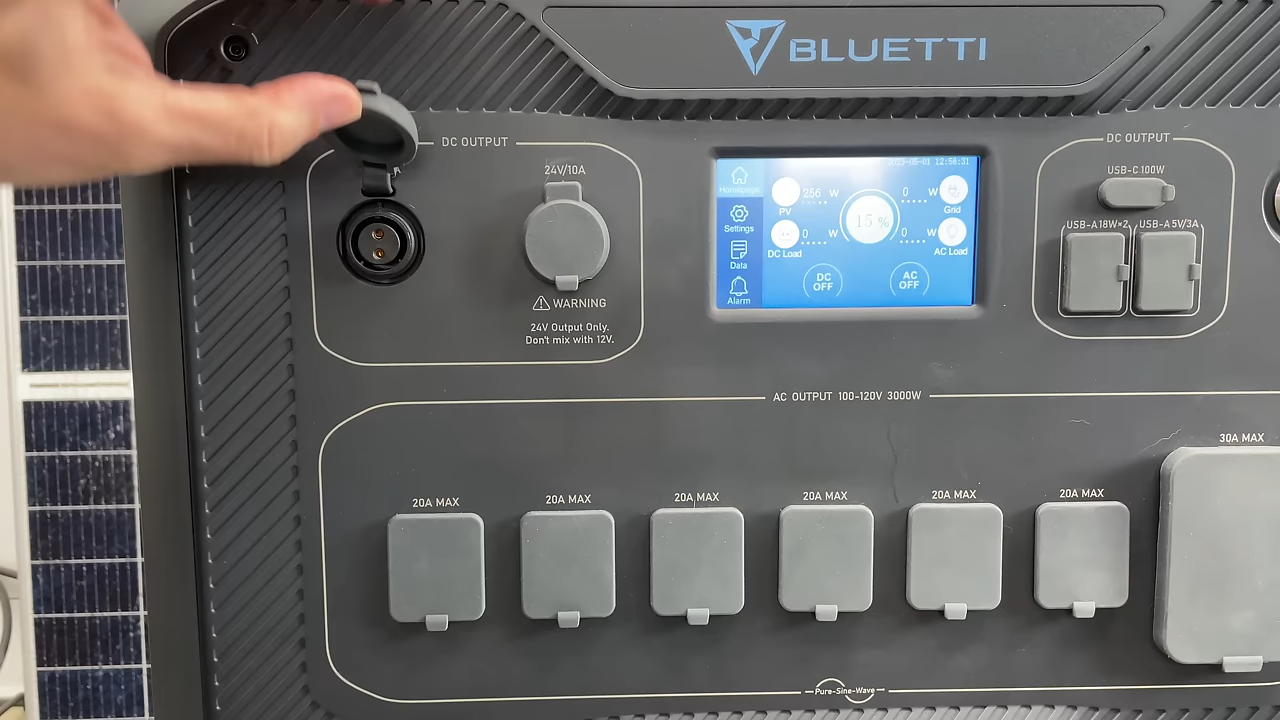 BLUETTI
DC OUTPUT
24V/10A
WARNING
24V Output Only.
Don't mix with 12V.
12:56:31
Homepage
Settings
Data
Alarm
256 W
PV
0 W
DC Load
15 %
0 W
Grid
0 W
AC Load
DC
OFF
AC
OFF
DC OUTPUT
USB-C 100W
USB-A 18W*2
USB-A 5V/3A
AC OUTPUT 100-120V 3000W
30A MAX
20A MAX
20A MAX
20A MAX
20A MAX
20A MAX
20A MAX
Pure-Sine-Wave